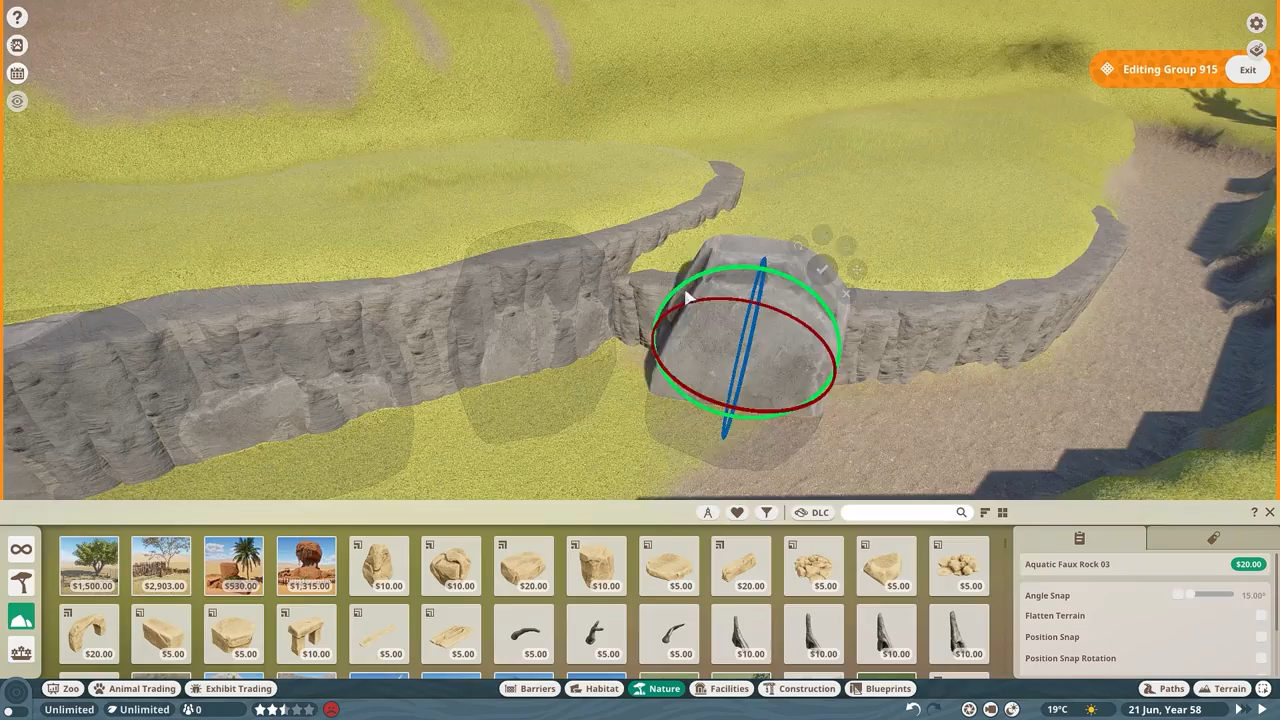 Editing Group 915
Exit
DLC
$1,500.00
$2,903.00
$530.00
$1,315.00
$10.00
$10.00
$20.00
$10.00
$5.00
$20.00
$5.00
$5.00
$5.00
$20.00
$5.00
$5.00
$10.00
$5.00
$5.00
$5.00
$5.00
$5.00
$10.00
$10.00
$10.00
$10.00
Aquatic Faux Rock 03
$20.00
Angle Snap
15.00°
Flatten Terrain
Position Snap
Position Snap Rotation
Zoo
Animal Trading
Exhibit Trading
Barriers
Habitat
Nature
Facilities
Construction
Blueprints
Paths
Terrain
Unlimited
Unlimited
0
19°C
21 Jun, Year 58